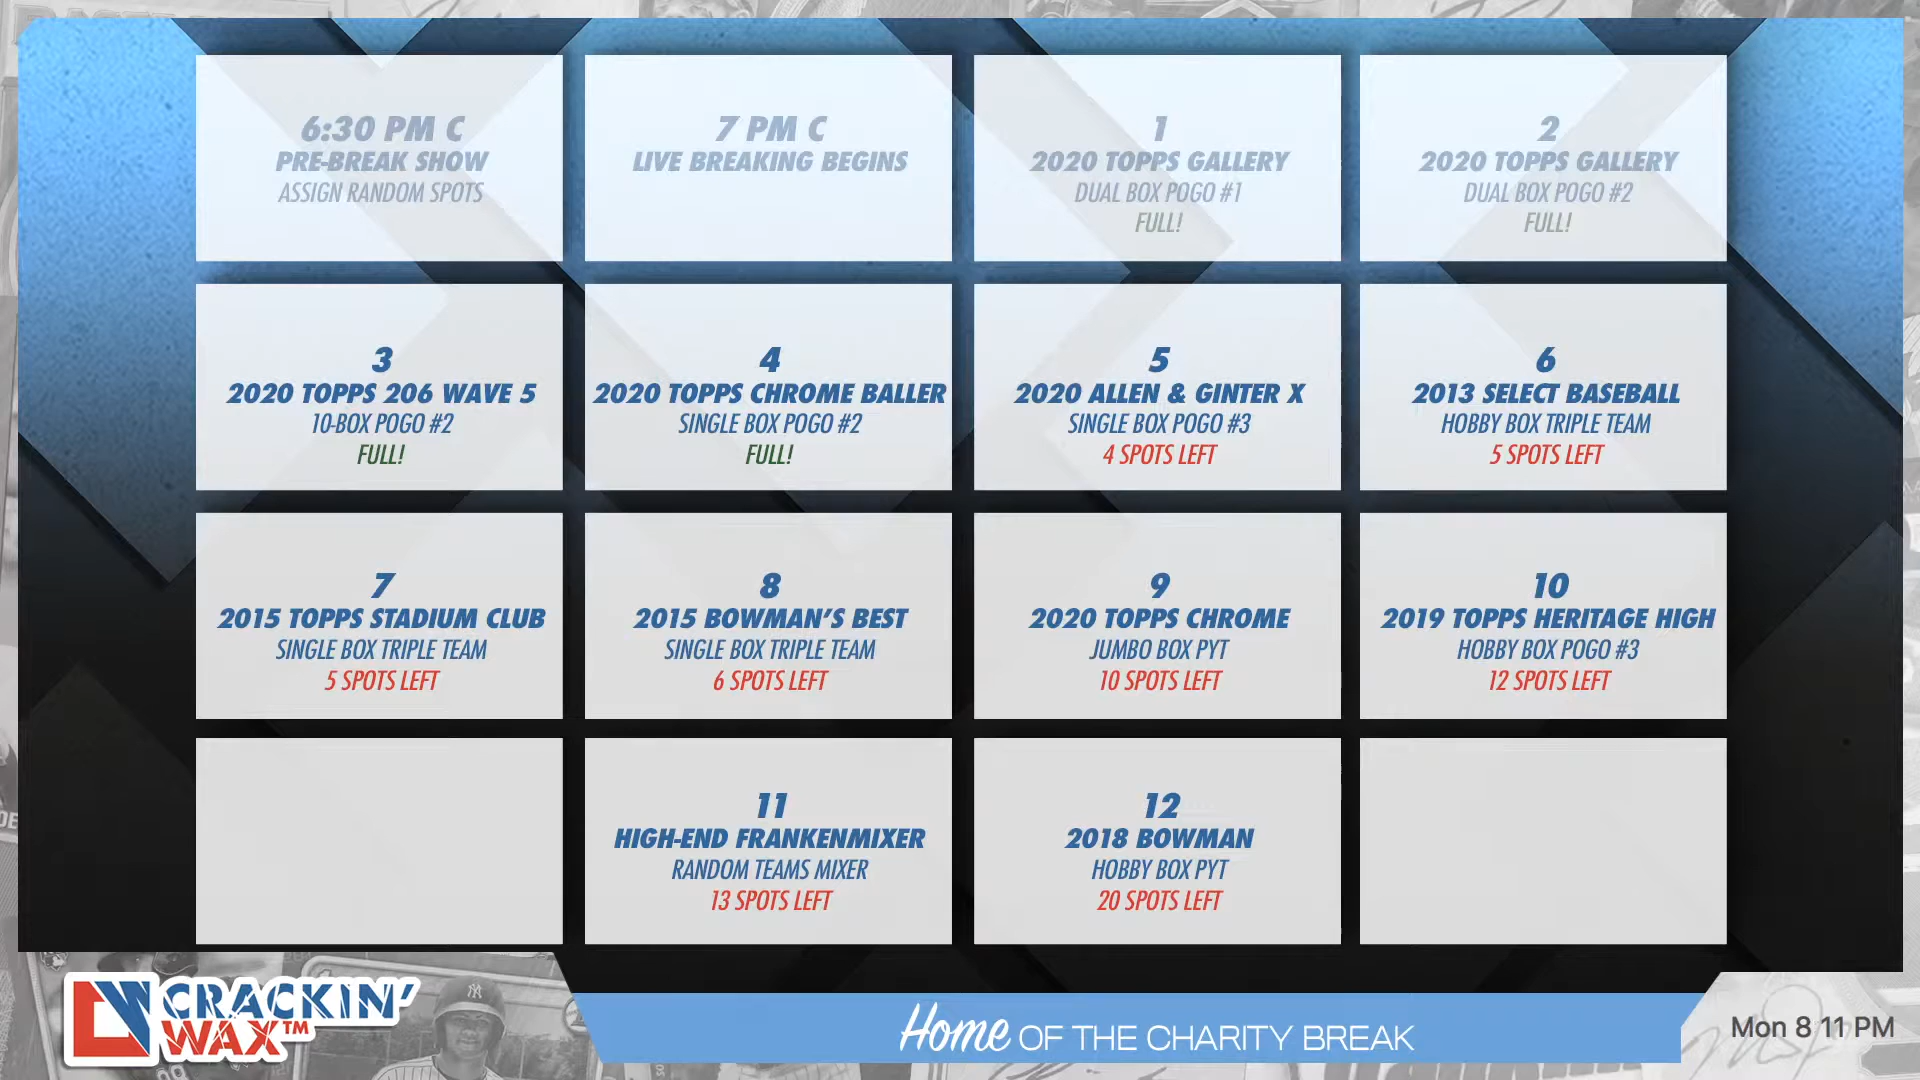 6:30 PM C
PRE-BREAK SHOW
ASSIGN RANDOM SPOTS
7 PM C
LIVE BREAKING BEGINS
1
2020 TOPPS GALLERY
DUAL BOX POGO #1
FULL!
2
2020 TOPPS GALLERY
DUAL BOX POGO #2
FULL!
3
2020 TOPPS 206 WAVE 5
10-BOX POGO #2
FULL!
4
2020 TOPPS CHROME BALLER
SINGLE BOX POGO #2
FULL!
5
2020 ALLEN & GINTER X
SINGLE BOX POGO #3
4 SPOTS LEFT
6
2013 SELECT BASEBALL
HOBBY BOX TRIPLE TEAM
5 SPOTS LEFT
7
2015 TOPPS STADIUM CLUB
SINGLE BOX TRIPLE TEAM
5 SPOTS LEFT
8
2015 BOWMAN'S BEST
SINGLE BOX TRIPLE TEAM
6 SPOTS LEFT
9
2020 TOPPS CHROME
JUMBO BOX PYT
10 SPOTS LEFT
10
2019 TOPPS HERITAGE HIGH
HOBBY BOX POGO #3
12 SPOTS LEFT
11
HIGH-END FRANKENMIXER
RANDOM TEAMS MIXER
13 SPOTS LEFT
12
2018 BOWMAN
HOBBY BOX PYT
20 SPOTS LEFT
CRACKIN'
WAX™
Home OF THE CHARITY BREAK
Mon 8 11 PM